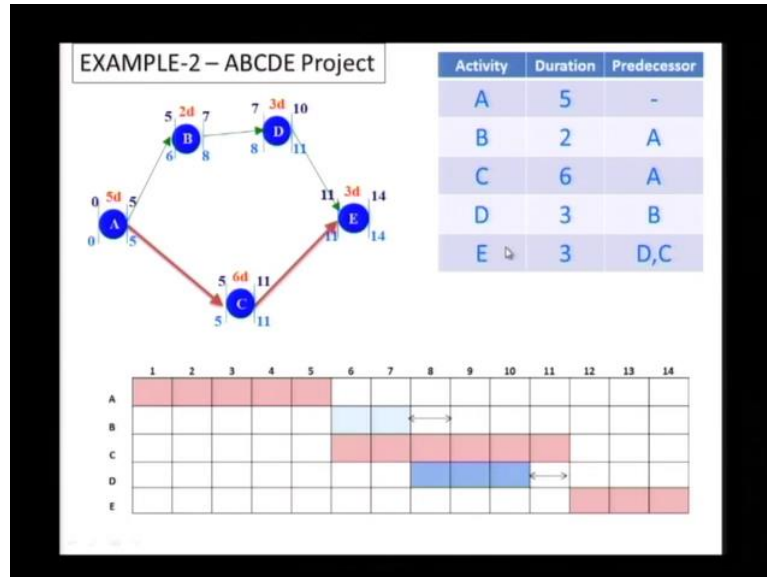 EXAMPLE-2 – ABCDE Project
Activity Duration Predecessor
A 5 -
B 2 A
C 6 A
D 3 B
E 3 D,C
5 2d 7
B
6 8
7 3d 10
D
8 11
0 5d 5
A
0 5
11 3d 14
E
11 14
5 6d 11
C
5 11
1 2 3 4 5 6 7 8 9 10 11 12 13 14
A
B
C
D
E